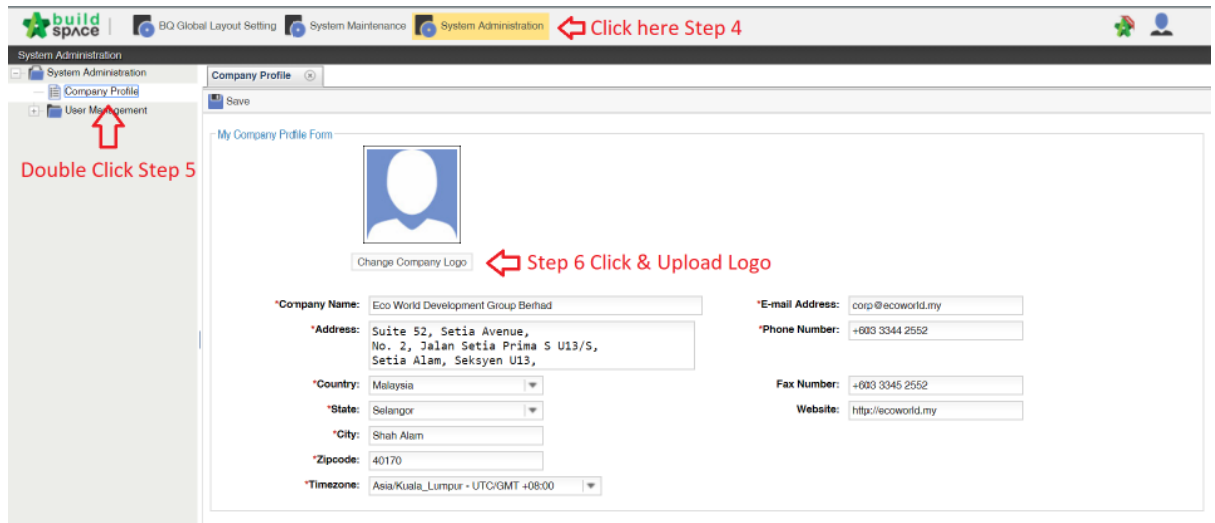 build space
BQ Global Layout Setting
System Maintenance
System Administration
Click here Step 4
System Administration
System Administration
Company Profile
User Management
Double Click Step 5
Company Profile
Save
My Company Profile Form
Change Company Logo
Step 6 Click & Upload Logo
*Company Name: Eco World Development Group Berhad
*E-mail Address: corp@ecoworld.my
*Address: Suite 52, Setia Avenue,
No. 2, Jalan Setia Prima S U13/S,
Setia Alam, Seksyen U13,
*Phone Number: +603 3344 2552
*Country: Malaysia
Fax Number: +603 3345 2552
*State: Selangor
Website: http://ecoworld.my
*City: Shah Alam
*Zipcode: 40170
*Timezone: Asia/Kuala_Lumpur - UTC/GMT +08:00